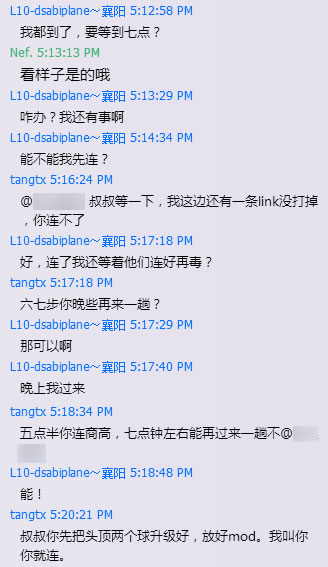 L10-dsabiplane～襄阳 5:12:58 PM
我都到了，要等到七点？
Nef. 5:13:13 PM
看样子是的哦
L10-dsabiplane～襄阳 5:13:29 PM
咋办？我还有事啊
L10-dsabiplane～襄阳 5:14:34 PM
能不能我先连？
tangtx 5:16:24 PM
@ 叔叔等一下，我这边还有一条link没打掉
，你连不了
L10-dsabiplane～襄阳 5:17:18 PM
好，连了我还等着他们连好再毒？
tangtx 5:17:18 PM
六七步你晚些再来一趟？
L10-dsabiplane～襄阳 5:17:29 PM
那可以啊
L10-dsabiplane～襄阳 5:17:40 PM
晚上我过来
tangtx 5:18:34 PM
五点半你连商高，七点钟左右能再过来一趟不@
L10-dsabiplane～襄阳 5:18:48 PM
能！
tangtx 5:20:21 PM
叔叔你先把头顶两个球升级好，放好mod。我叫你
你就连。